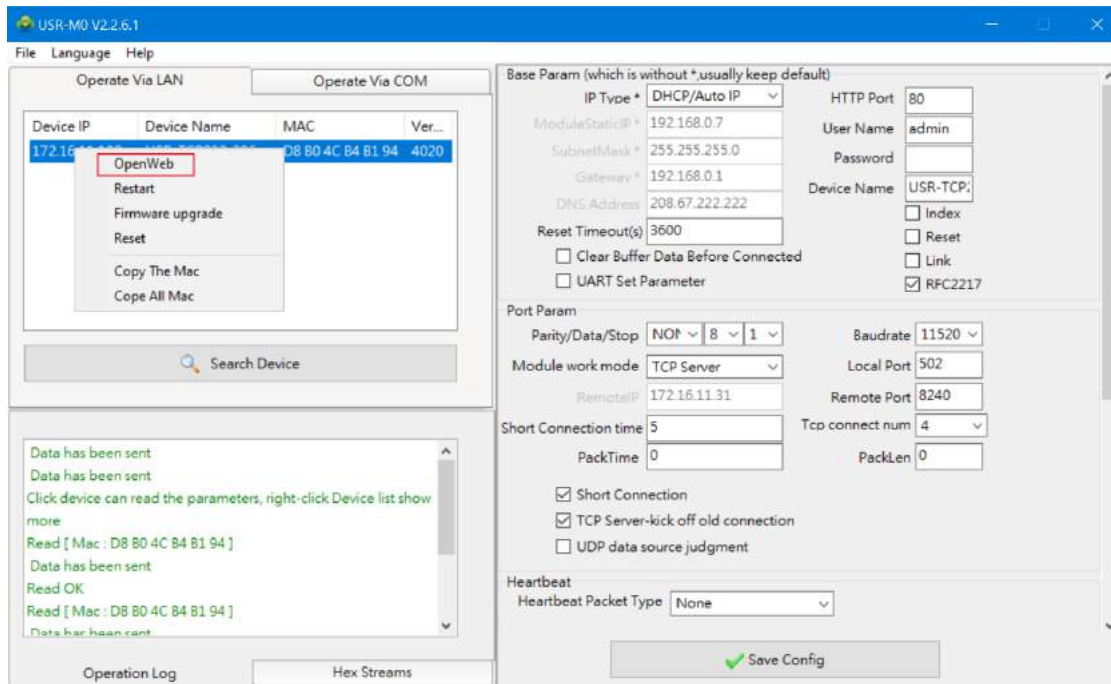 USR-M0 V2.2.6.1
File Language Help
Operate Via LAN
Operate Via COM
Device IP Device Name MAC Ver...
172.16 D8 B0 4C B4 B1 94 4020
OpenWeb
Restart
Firmware upgrade
Reset
Copy The Mac
Cope All Mac
Search Device
Data has been sent
Data has been sent
Click device can read the parameters, right-click Device list show
more
Read [ Mac : D8 B0 4C B4 B1 94 ]
Data has been sent
Read OK
Read [ Mac : D8 B0 4C B4 B1 94 ]
Operation Log
Hex Streams
Base Param (which is without *,usually keep default)
IP Type * DHCP/Auto IP
ModuleStaticIP * 192.168.0.7
SubnetMask * 255.255.255.0
Gateway * 192.168.0.1
DNS Address 208.67.222.222
Reset Timeout(s) 3600
Clear Buffer Data Before Connected
UART Set Parameter
HTTP Port 80
User Name admin
Password
Device Name USR-TCP2
Index
Reset
Link
RFC2217
Port Param
Parity/Data/Stop NON 8 1
Baudrate 11520
Module work mode TCP Server
Local Port 502
RemoteIP 172.16.11.31
Remote Port 8240
Short Connection time 5
Tcp connect num 4
PackTime 0
PackLen 0
Short Connection
TCP Server-kick off old connection
UDP data source judgment
Heartbeat
Heartbeat Packet Type None
Save Config